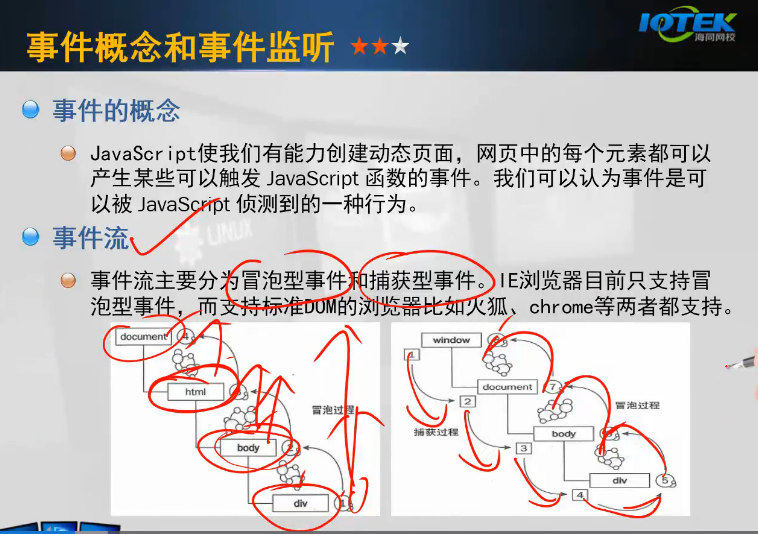 事件概念和事件监听
IOTEK
海同网校
事件的概念
JavaScript使我们有能力创建动态页面，网页中的每个元素都可以
产生某些可以触发 JavaScript 函数的事件。我们可以认为事件是可
以被 JavaScript 侦测到的一种行为。
LINUX
事件流
事件流主要分为冒泡型事件和捕获型事件。IE浏览器目前只支持冒
泡型事件，而支持标准DOM的浏览器比如火狐、chrome等两者都支持。
document
4
html
冒泡过程
body
2
div
1
window
1
document
7
2
冒泡过程
捕获过程
body
3
div
5
4